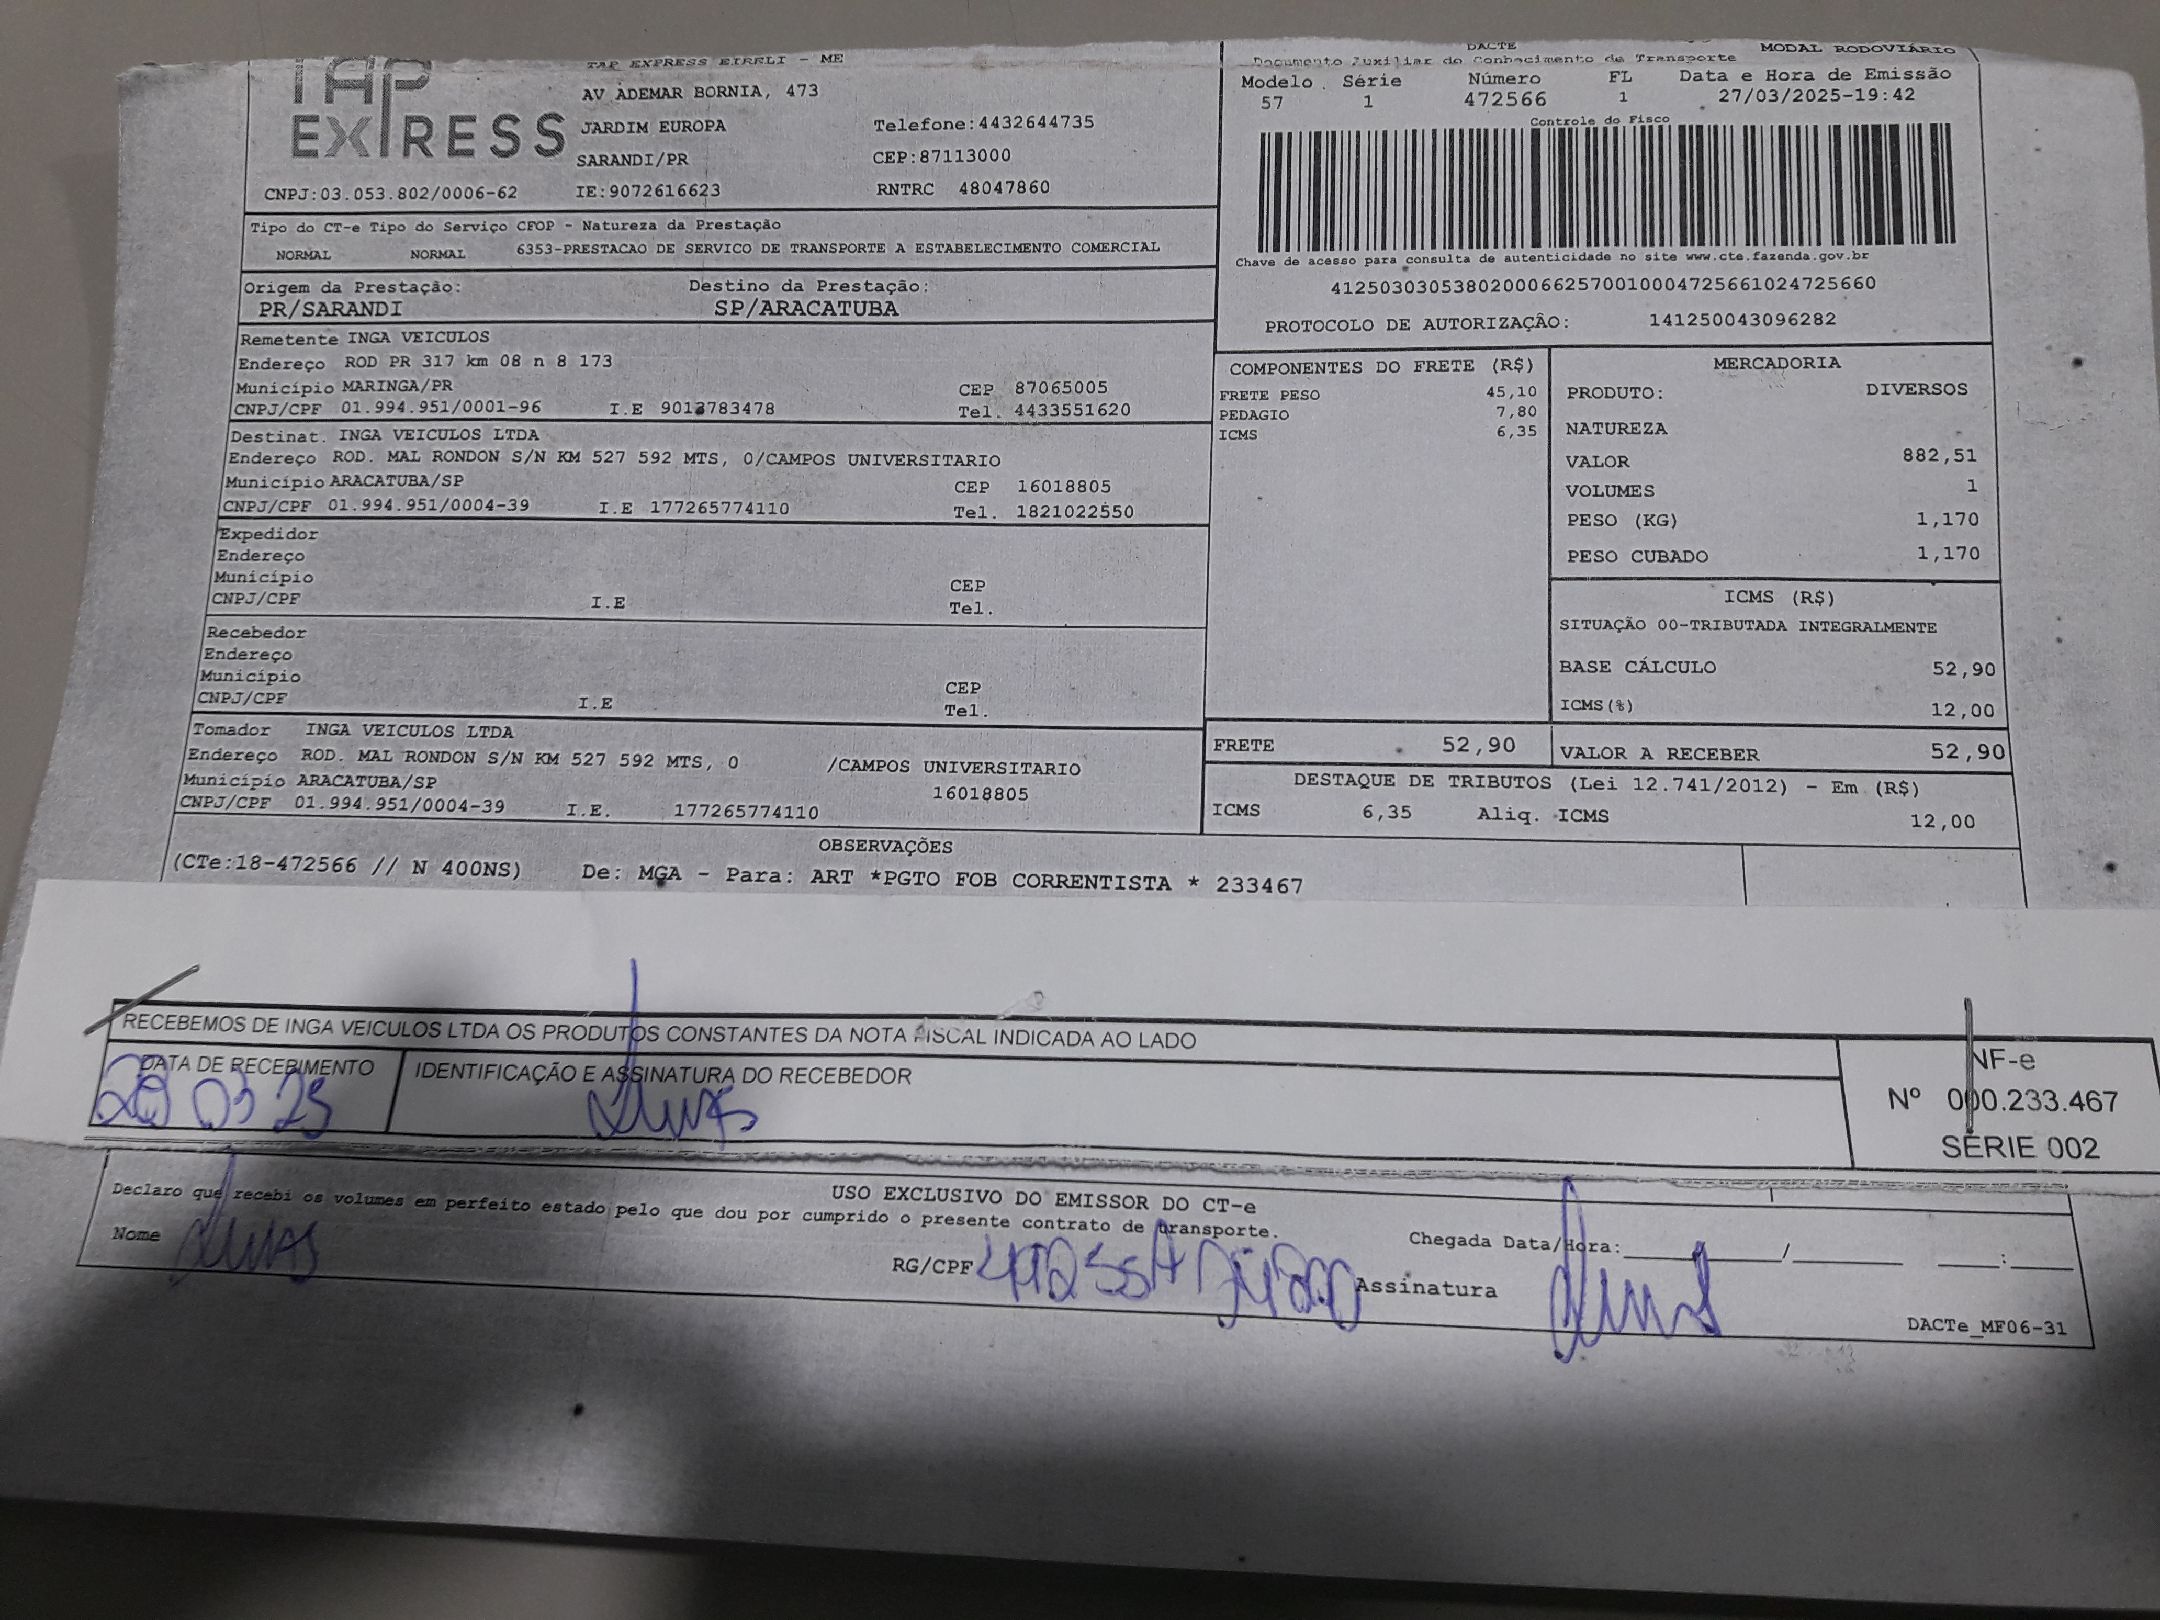 TAP EXPRESS
TAP EXPRESS EIRELI - ME
AV ADEMAR BORNIA, 473
JARDIM EUROPA Telefone:4432644735
SARANDI/PR CEP:87113000
CNPJ:03.053.802/0006-62 IE:9072616623 RNTRC 48047860
DACTE MODAL RODOVIÁRIO
Documento Auxiliar do Conhecimento de Transporte
Modelo Série Número FL Data e Hora de Emissão
57 1 472566 1 27/03/2025-19:42
Controle do Fisco
Chave de acesso para consulta de autenticidade no site www.cte.fazenda.gov.br
41250303053802000662570010004725661024725660
PROTOCOLO DE AUTORIZAÇÂO: 141250043096282
Tipo do CT-e Tipo do Serviço CFOP - Natureza da Prestação
NORMAL NORMAL 6353-PRESTACAO DE SERVICO DE TRANSPORTE A ESTABELECIMENTO COMERCIAL
Origem da Prestação: Destino da Prestação:
PR/SARANDI SP/ARACATUBA
Remetente INGA VEICULOS
Endereço ROD PR 317 km 08 n 8 173
Município MARINGA/PR CEP 87065005
CNPJ/CPF 01.994.951/0001-96 I.E 9013783478 Tel. 4433551620
Destinat. INGA VEICULOS LTDA
Endereço ROD. MAL RONDON S/N KM 527 592 MTS, 0/CAMPOS UNIVERSITARIO
Município ARACATUBA/SP CEP 16018805
CNPJ/CPF 01.994.951/0004-39 I.E 177265774110 Tel. 1821022550
Expedidor
Endereço
Município CEP
CNPJ/CPF I.E Tel.
Recebedor
Endereço
Município CEP
CNPJ/CPF I.E Tel.
Tomador INGA VEICULOS LTDA
Endereço ROD. MAL RONDON S/N KM 527 592 MTS, 0 /CAMPOS UNIVERSITARIO
Município ARACATUBA/SP 16018805
CNPJ/CPF 01.994.951/0004-39 I.E. 177265774110
COMPONENTES DO FRETE (R$)
FRETE PESO 45,10
PEDAGIO 7,80
ICMS 6,35
MERCADORIA
PRODUTO: DIVERSOS
NATUREZA
VALOR 882,51
VOLUMES 1
PESO (KG) 1,170
PESO CUBADO 1,170
ICMS (R$)
SITUAÇÃO 00-TRIBUTADA INTEGRALMENTE
BASE CÁLCULO 52,90
ICMS(%) 12,00
FRETE 52,90 VALOR A RECEBER 52,90
DESTAQUE DE TRIBUTOS (Lei 12.741/2012) - Em (R$)
ICMS 6,35 Aliq. ICMS 12,00
OBSERVAÇÕES
(CTe:18-472566 // N 400NS) De: MGA - Para: ART *PGTO FOB CORRENTISTA * 233467
RECEBEMOS DE INGA VEICULOS LTDA OS PRODUTOS CONSTANTES DA NOTA FISCAL INDICADA AO LADO
DATA DE RECEBIMENTO IDENTIFICAÇÃO E ASSINATURA DO RECEBEDOR
NF-e
Nº 000.233.467
SÉRIE 002
USO EXCLUSIVO DO EMISSOR DO CT-e
Declaro que recebi os volumes em perfeito estado pelo que dou por cumprido o presente contrato de transporte.
Nome RG/CPF Assinatura Chegada Data/Hora: / :
DACTe_MF06-31